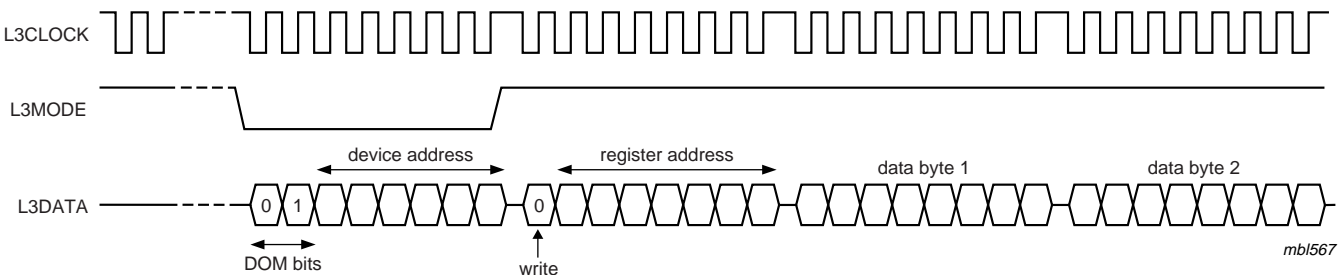 L3CLOCK
L3MODE
device address
register address
data byte 1
data byte 2
L3DATA
0 1
0
DOM bits
write
mbl567